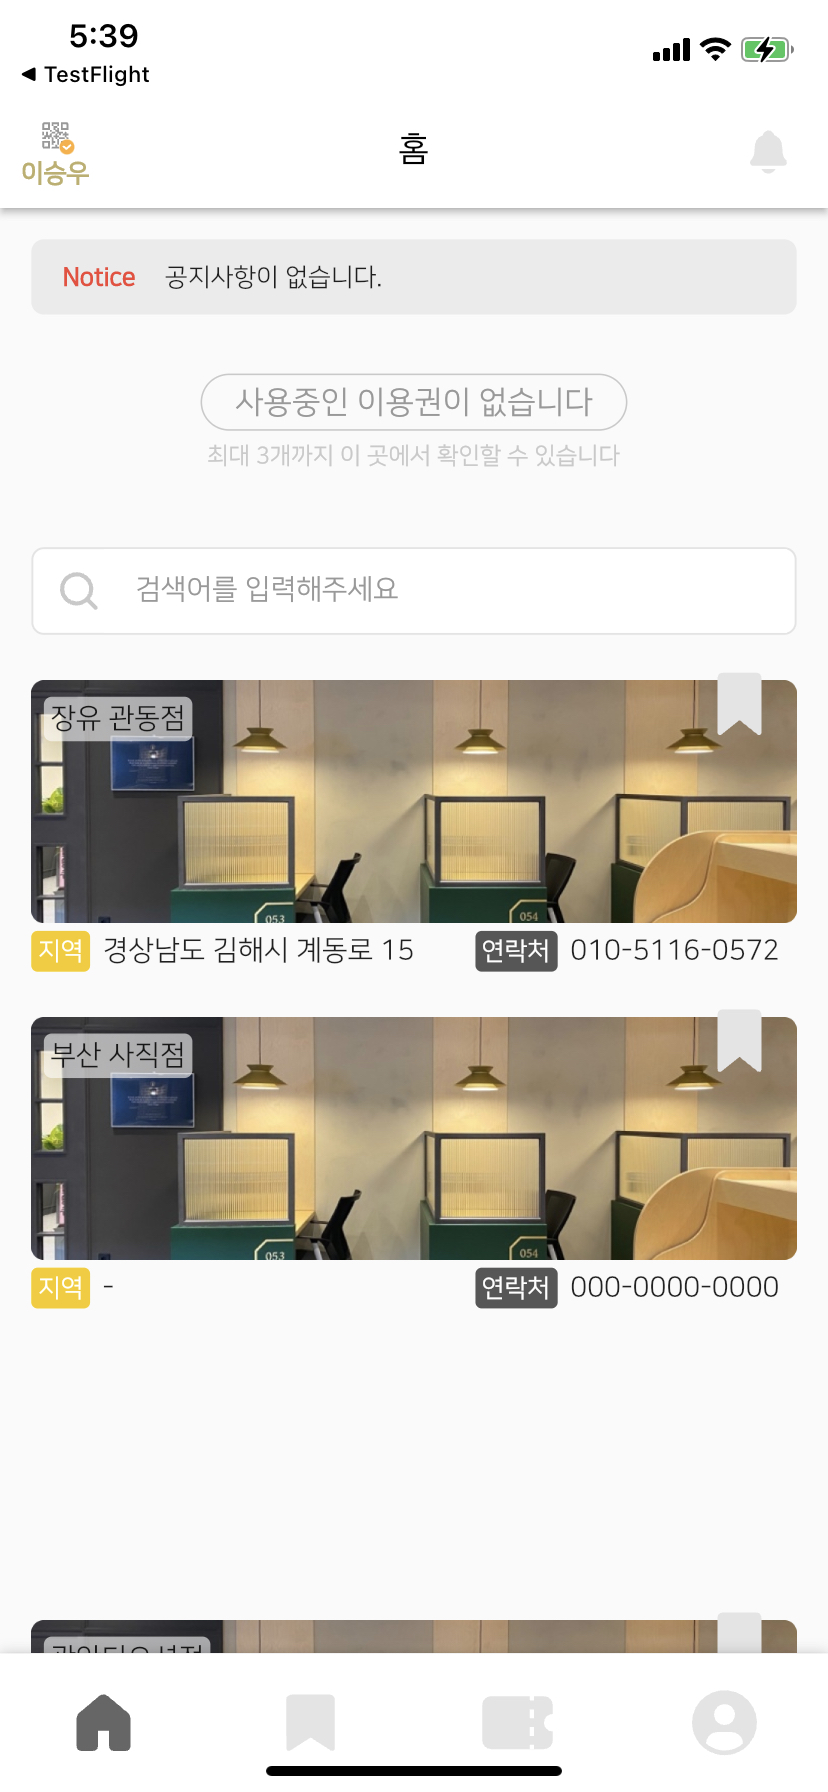 5:39
◀ TestFlight
이승우
홈
Notice 공지사항이 없습니다.
사용중인 이용권이 없습니다
최대 3개까지 이 곳에서 확인할 수 있습니다
검색어를 입력해주세요
장유 관동점
053
054
지역 경상남도 김해시 계동로 15 연락처 010-5116-0572
부산 사직점
053
054
지역 - 연락처 000-0000-0000